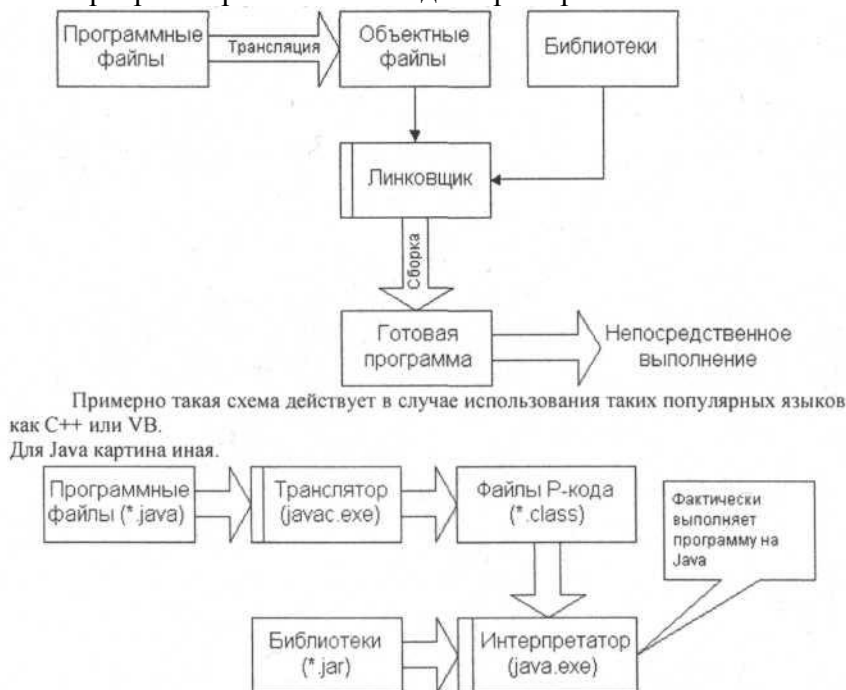 Программные
файлы
Трансляция
Объектные
файлы
Библиотеки
Линковщик
Сборка
Готовая
программа
Непосредственное
выполнение
Примерно такая схема действует в случае использования таких популярных языков
как C++ или VB.
Для Java картина иная.
Программные
файлы (*.java)
Транслятор
(javac.exe)
Файлы P-кода
(*.class)
Фактически
выполняет
программу на
Java
Библиотеки
(*.jar)
Интерпретатор
(java.exe)